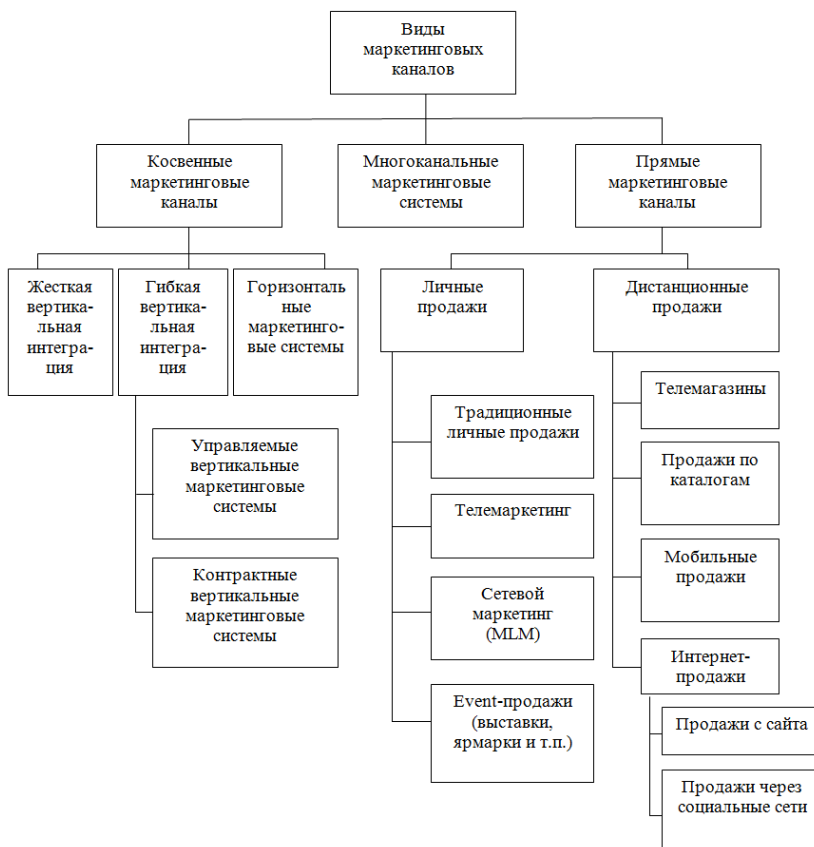 Виды
маркетинговых
каналов
Косвенные
маркетинговые
каналы
Многоканальные
маркетинговые
системы
Прямые
маркетинговые
каналы
Жесткая
вертика-
льная
интегра-
ция
Гибкая
вертика-
льная
интегра-
ция
Горизонталь
ные
маркетинго-
вые системы
Личные
продажи
Дистанционные
продажи
Управляемые
вертикальные
маркетинговые
системы
Контрактные
вертикальные
маркетинговые
системы
Традиционные
личные продажи
Телемаркетинг
Сетевой
маркетинг
(MLM)
Event-продажи
(выставки,
ярмарки и т.п.)
Телемагазины
Продажи по
каталогам
Мобильные
продажи
Интернет-
продажи
Продажи с сайта
Продажи через
социальные сети